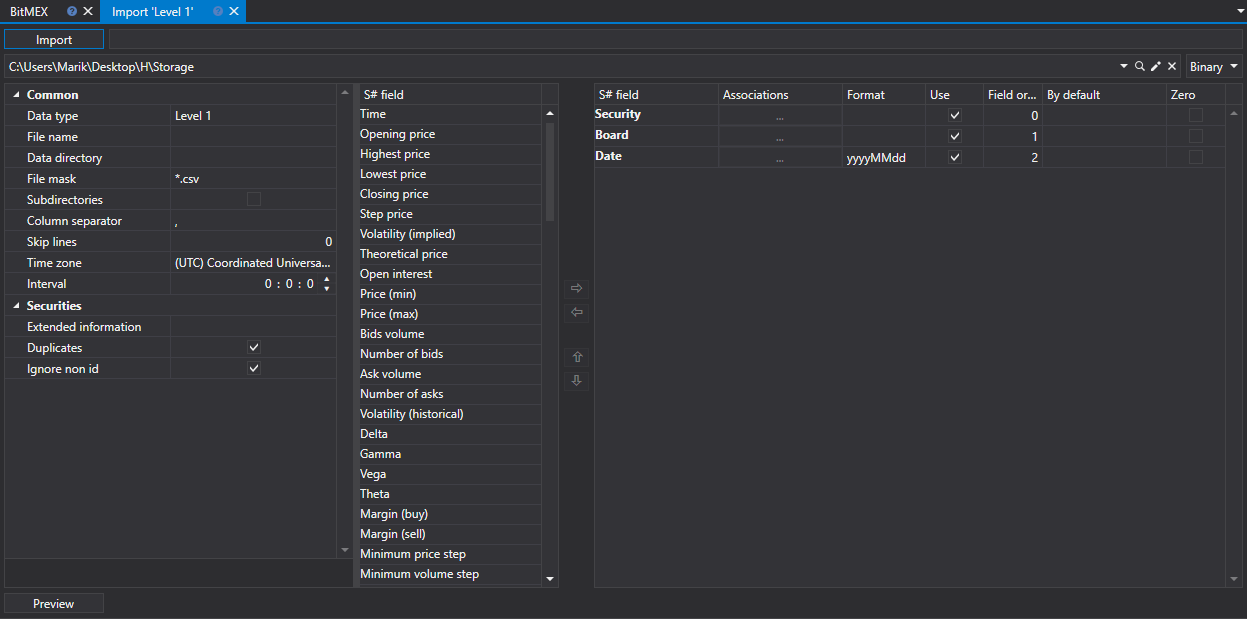 BitMEX ? Import 'Level 1' ?
Import
C:\Users\Marik\Desktop\H\Storage Binary
Common
Data type Level 1
File name
Data directory
File mask *.csv
Subdirectories
Column separator ,
Skip lines 0
Time zone (UTC) Coordinated Universa...
Interval 0 : 0 : 0
Securities
Extended information
Duplicates
Ignore non id
S# field
Time
Opening price
Highest price
Lowest price
Closing price
Step price
Volatility (implied)
Theoretical price
Open interest
Price (min)
Price (max)
Bids volume
Number of bids
Ask volume
Number of asks
Volatility (historical)
Delta
Gamma
Vega
Theta
Margin (buy)
Margin (sell)
Minimum price step
Minimum volume step
S# field Associations Format Use Field or... By default Zero
Security ... 0
Board ... 1
Date ... yyyyMMdd 2
Preview